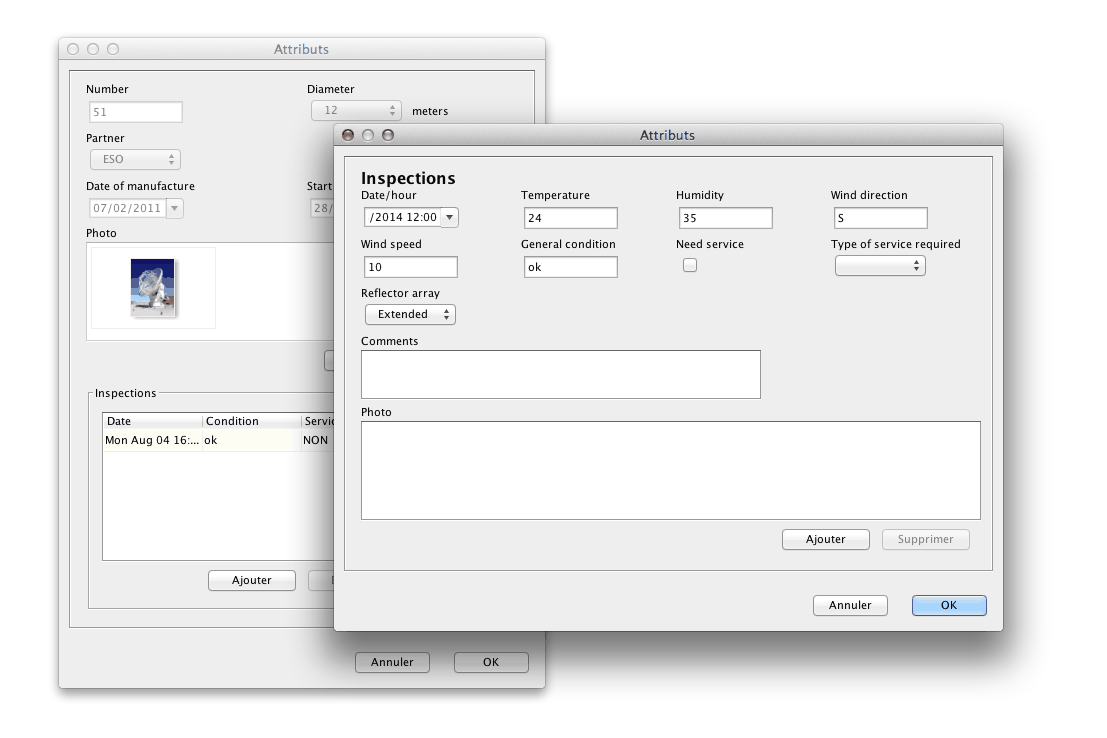 Attributs
Number
Diameter
51
12
meters
Partner
ESO
Date of manufacture
Start
07/02/2011
28/
Photo
Inspections
Date Condition
Mon Aug 04 16:... ok NON
Ajouter
Annuler OK
Attributs
Inspections
Date/hour Temperature Humidity Wind direction
/2014 12:00 24 35 S
Wind speed General condition Need service Type of service required
10 ok
Reflector array
Extended
Comments
Photo
Ajouter Supprimer
Annuler OK